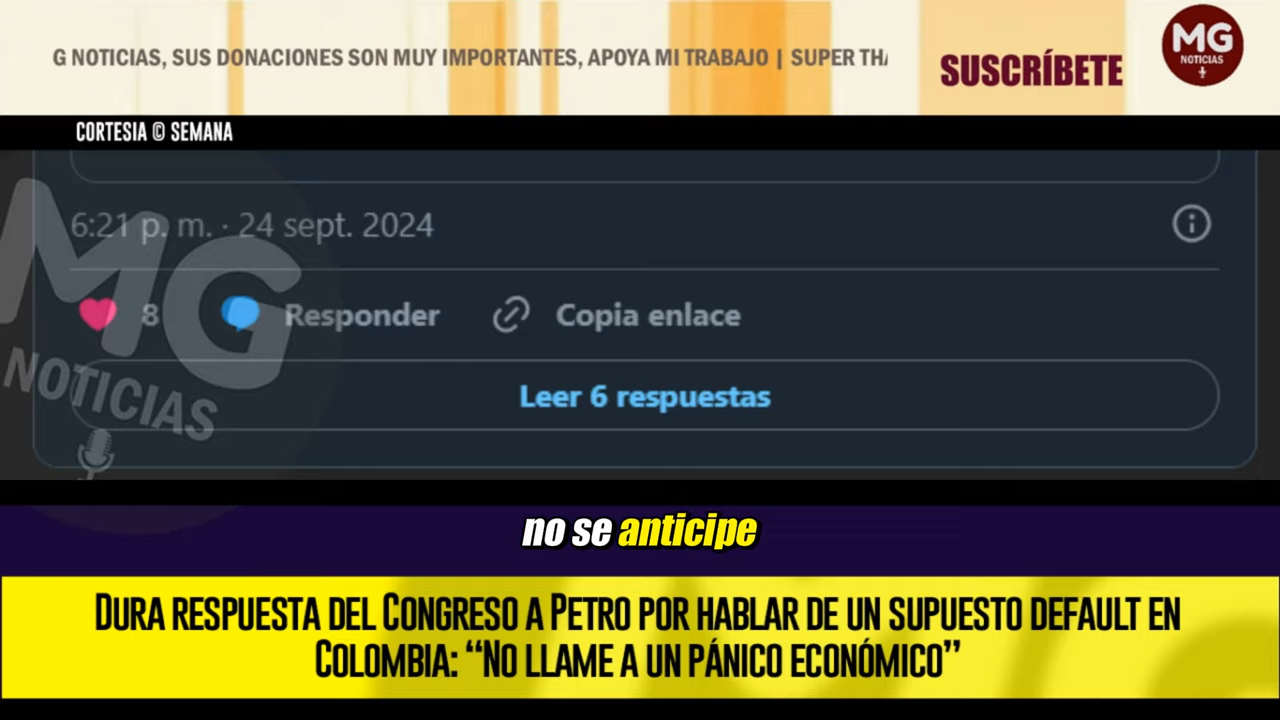 G NOTICIAS, SUS DONACIONES SON MUY IMPORTANTES, APOYA MI TRABAJO | SUPER THA
SUSCRÍBETE
MG
NOTICIAS
CORTESIA © SEMANA
6:21 p. m. · 24 sept. 2024
8 Responder Copia enlace
MG
NOTICIAS
Leer 6 respuestas
no se anticipe
DURA RESPUESTA DEL CONGRESO A PETRO POR HABLAR DE UN SUPUESTO DEFAULT EN
COLOMBIA: “NO LLAME A UN PÁNICO ECONÓMICO”